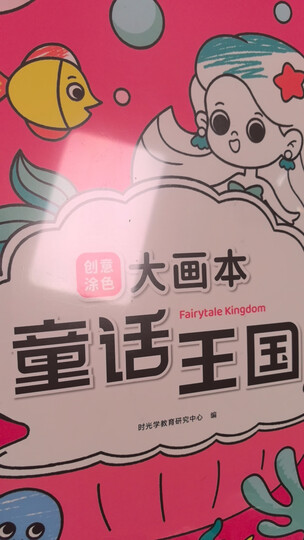 创意
涂色
大画本
Fairytale Kingdom
童话王国
时光学教育研究中心 编